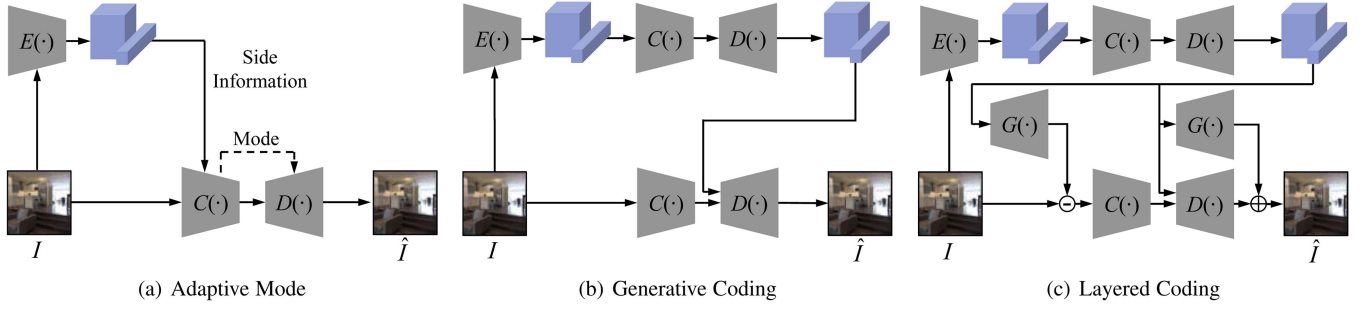 E(·)
Side
Information
Mode
C(·)
D(·)
I
Î
(a) Adaptive Mode
E(·)
C(·)
D(·)
C(·)
D(·)
I
Î
(b) Generative Coding
E(·)
C(·)
D(·)
G(·)
G(·)
−
C(·)
D(·)
+
I
Î
(c) Layered Coding